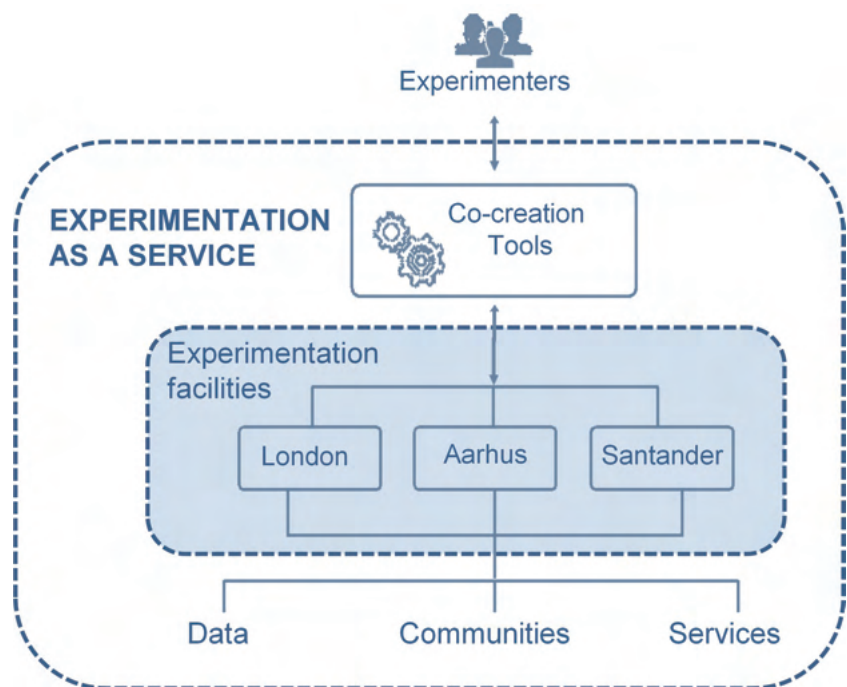 Experimenters
EXPERIMENTATION
AS A SERVICE
Co-creation
Tools
Experimentation
facilities
London
Aarhus
Santander
Data
Communities
Services